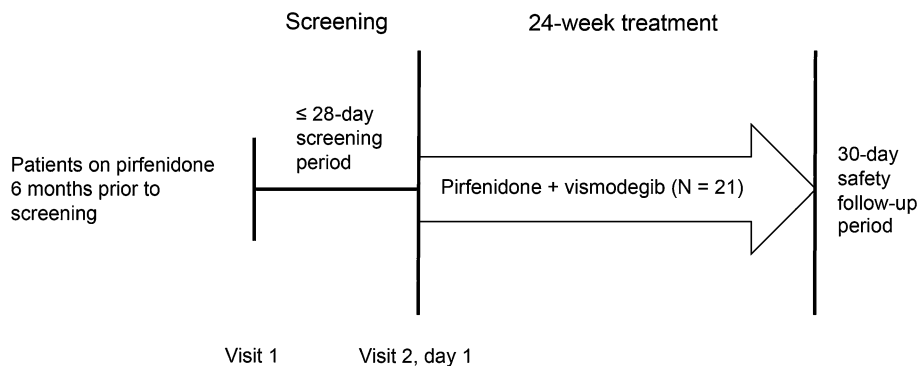 Screening
24-week treatment
≤ 28-day
screening
period
Patients on pirfenidone
6 months prior to
screening
Pirfenidone + vismodegib (N = 21)
30-day
safety
follow-up
period
Visit 1
Visit 2, day 1